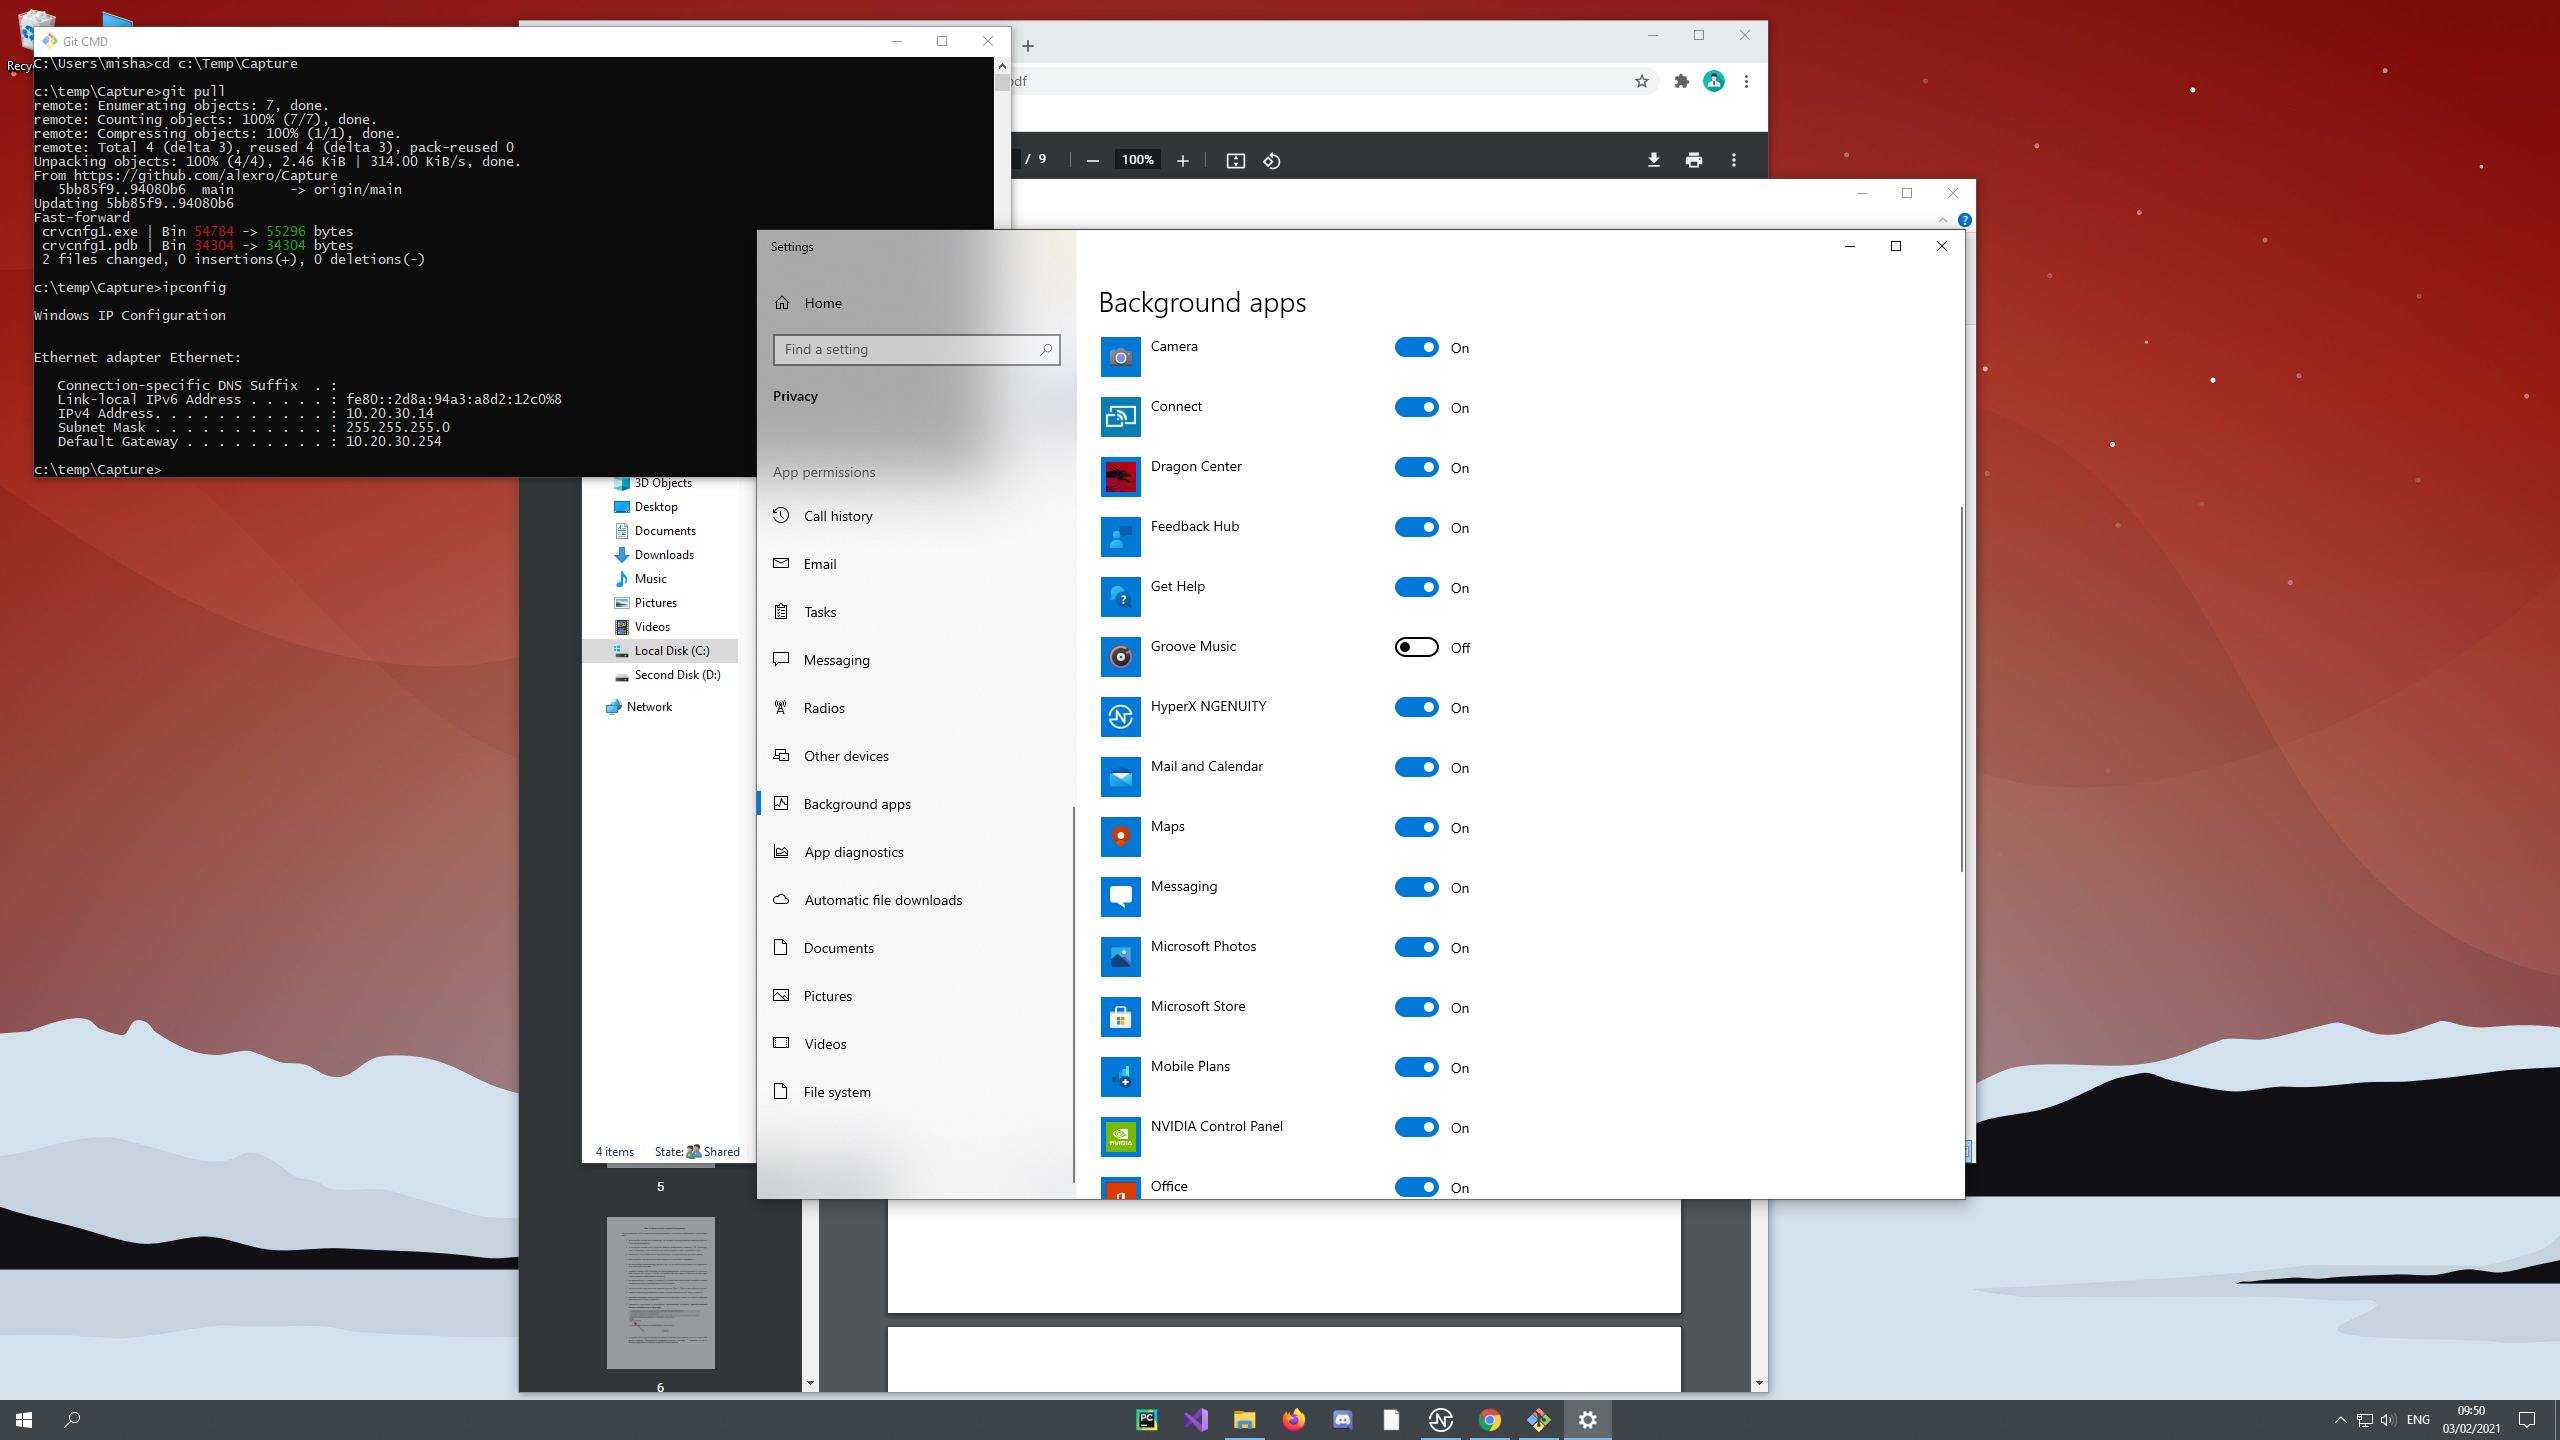 Recy
Git CMD
C:\Users\misha>cd c:\Temp\Capture
c:\temp\Capture>git pull
remote: Enumerating objects: 7, done.
remote: Counting objects: 100% (7/7), done.
remote: Compressing objects: 100% (1/1), done.
remote: Total 4 (delta 3), reused 4 (delta 3), pack-reused 0
Unpacking objects: 100% (4/4), 2.46 KiB | 314.00 KiB/s, done.
From https://github.com/alexro/Capture
5bb85f9..94080b6  main       -> origin/main
Updating 5bb85f9..94080b6
Fast-forward
crvcnfg1.exe | Bin 54784 -> 55296 bytes
crvcnfg1.pdb | Bin 34304 -> 34304 bytes
2 files changed, 0 insertions(+), 0 deletions(-)
c:\temp\Capture>ipconfig
Windows IP Configuration
Ethernet adapter Ethernet:
Connection-specific DNS Suffix  . :
Link-local IPv6 Address . . . . . : fe80::2d8a:94a3:a8d2:12c0%8
IPv4 Address. . . . . . . . . . . : 10.20.30.14
Subnet Mask . . . . . . . . . . . : 255.255.255.0
Default Gateway . . . . . . . . . : 10.20.30.254
c:\temp\Capture>
pdf
/ 9
100%
3D Objects
Desktop
Documents
Downloads
Music
Pictures
Videos
Local Disk (C:)
Second Disk (D:)
Network
4 items State: Shared
5
6
Settings
Home
Find a setting
Privacy
App permissions
Call history
Email
Tasks
Messaging
Radios
Other devices
Background apps
App diagnostics
Automatic file downloads
Documents
Pictures
Videos
File system
Background apps
Camera On
Connect On
Dragon Center On
Feedback Hub On
Get Help On
Groove Music Off
HyperX NGENUITY On
Mail and Calendar On
Maps On
Messaging On
Microsoft Photos On
Microsoft Store On
Mobile Plans On
NVIDIA Control Panel On
Office On
ENG
09:50
03/02/2021